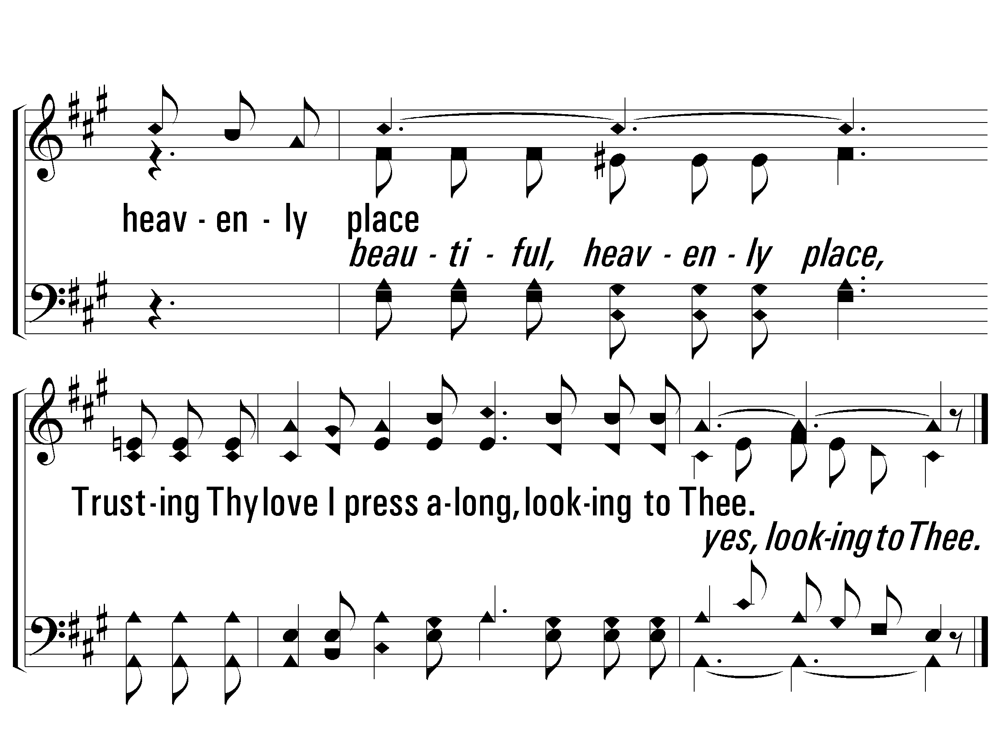 heav - en - ly place
beau - ti - ful, heav - en - ly place,
Trust-ing Thy love I press a-long, look-ing to Thee.
yes, look-ing to Thee.